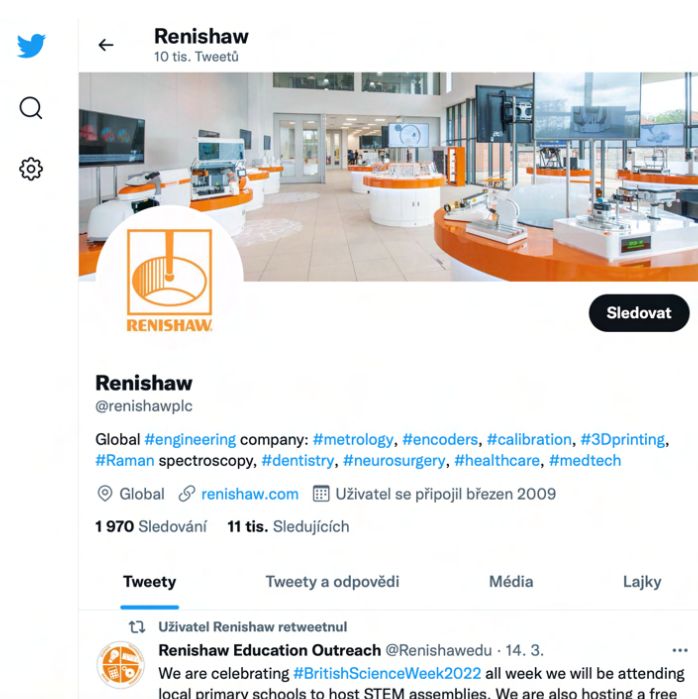 Renishaw
10 tis. Tweetů
RENISHAW
Sledovat
Renishaw
@renishawplc
Global #engineering company: #metrology, #encoders, #calibration, #3Dprinting,
#Raman spectroscopy, #dentistry, #neurosurgery, #healthcare, #medtech
Global renishaw.com Uživatel se připojil březen 2009
1 970 Sledování 11 tis. Sledujících
Tweety Tweety a odpovědi Média Lajky
Uživatel Renishaw retweetnul
Renishaw Education Outreach @Renishawedu · 14. 3.
We are celebrating #BritishScienceWeek2022 all week we will be attending
local primary schools to host STEM assemblies. We are also hosting a free